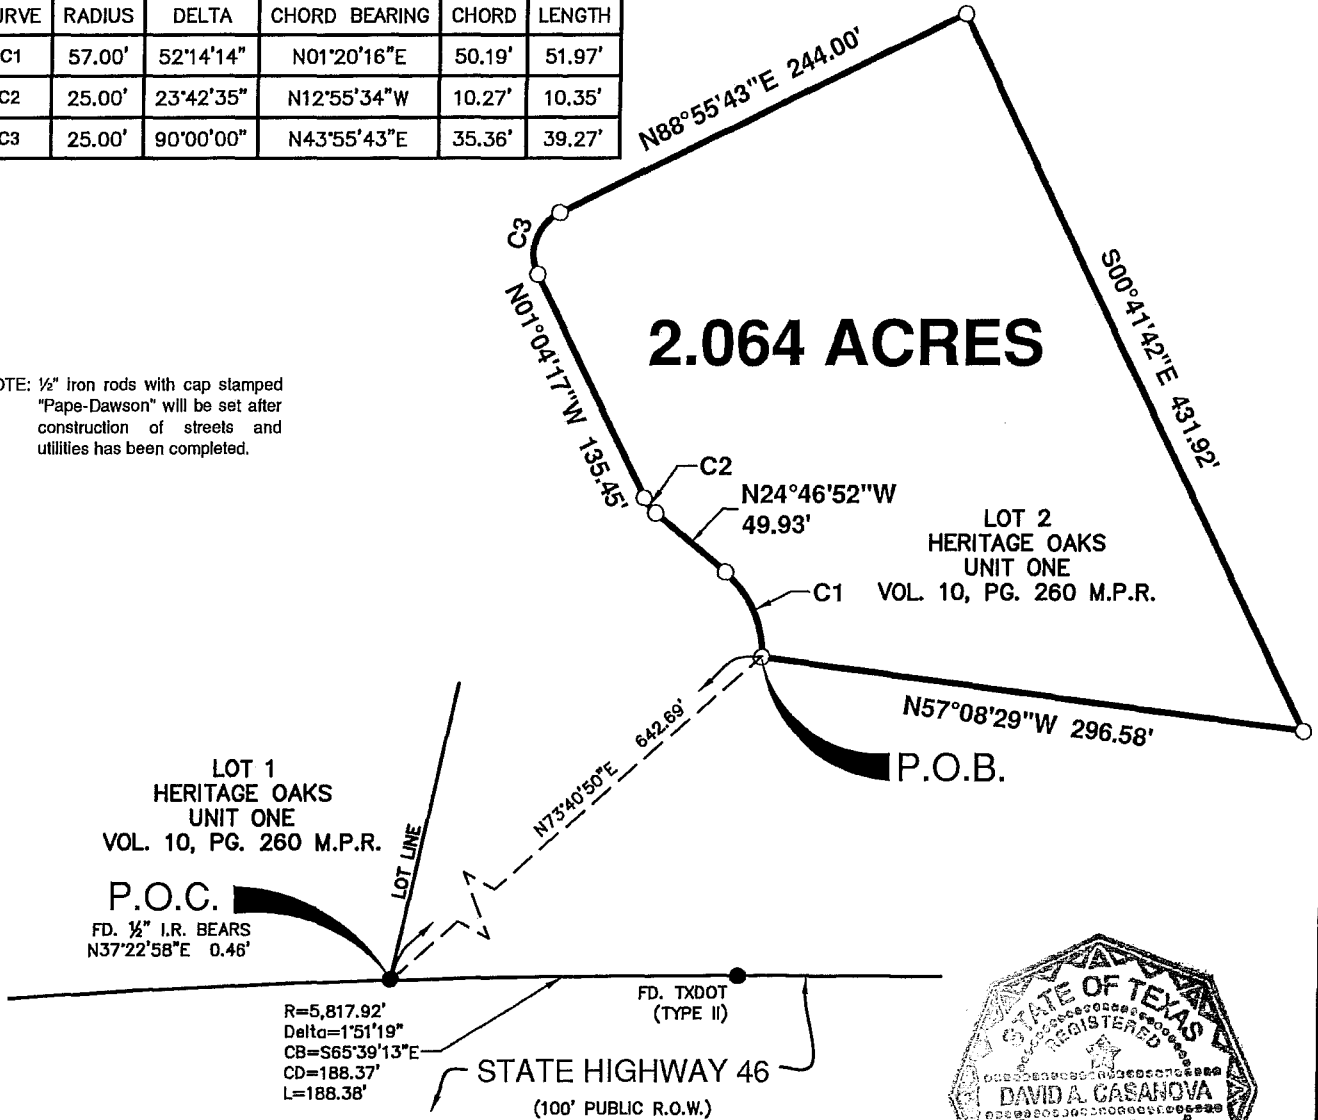 URVE RADIUS DELTA CHORD BEARING CHORD LENGTH
C1 57.00' 52°14'14" N01°20'16"E 50.19' 51.97'
C2 25.00' 23°42'35" N12°55'34"W 10.27' 10.35'
C3 25.00' 90°00'00" N43°55'43"E 35.36' 39.27'
N88°55'43"E 244.00'
C3
N01°04'17"W 135.45'
S00°41'42"E 431.92'
2.064 ACRES
OTE: ½" iron rods with cap stamped
"Pape-Dawson" will be set after
construction of streets and
utilities has been completed.
C2
N24°46'52"W
49.93'
LOT 2
HERITAGE OAKS
UNIT ONE
VOL. 10, PG. 260 M.P.R.
C1
N57°08'29"W 296.58'
P.O.B.
642.69'
N73°40'50"E
LOT 1
HERITAGE OAKS
UNIT ONE
VOL. 10, PG. 260 M.P.R.
LOT LINE
P.O.C.
FD. ½" I.R. BEARS
N37°22'58"E 0.46'
FD. TXDOT
(TYPE II)
R=5,817.92'
Delta=1°51'19"
CB=S65°39'13"E
CD=188.37'
L=188.38'
STATE HIGHWAY 46
(100' PUBLIC R.O.W.)
STATE OF TEXAS
REGISTERED
DAVID A. CASANOVA